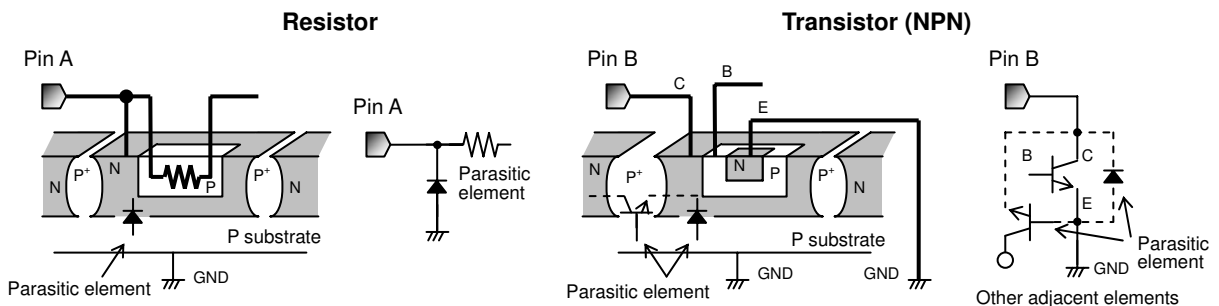 Resistor
Transistor (NPN)
Pin A
Pin A
N
P+
N
P
P+
N
Parasitic element
P substrate
Parasitic element
GND
Pin B
C
B
E
N
P+
N
P
P+
N
P substrate
Parasitic element
GND
GND
Pin B
B
C
E
Parasitic element
GND
Other adjacent elements